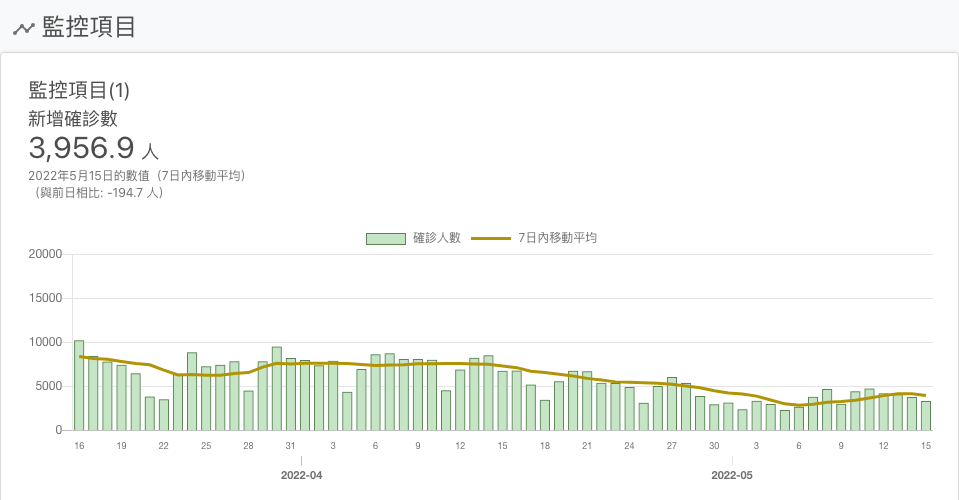 監控項目
監控項目(1)
新增確診數
3,956.9 人
2022年5月15日的數值（7日內移動平均）
（與前日相比: -194.7 人）
確診人數 7日內移動平均
20000
15000
10000
5000
0
16 19 22 25 28 31 3 6 9 12 15 18 21 24 27 30 3 6 9 12 15
2022-04 2022-05